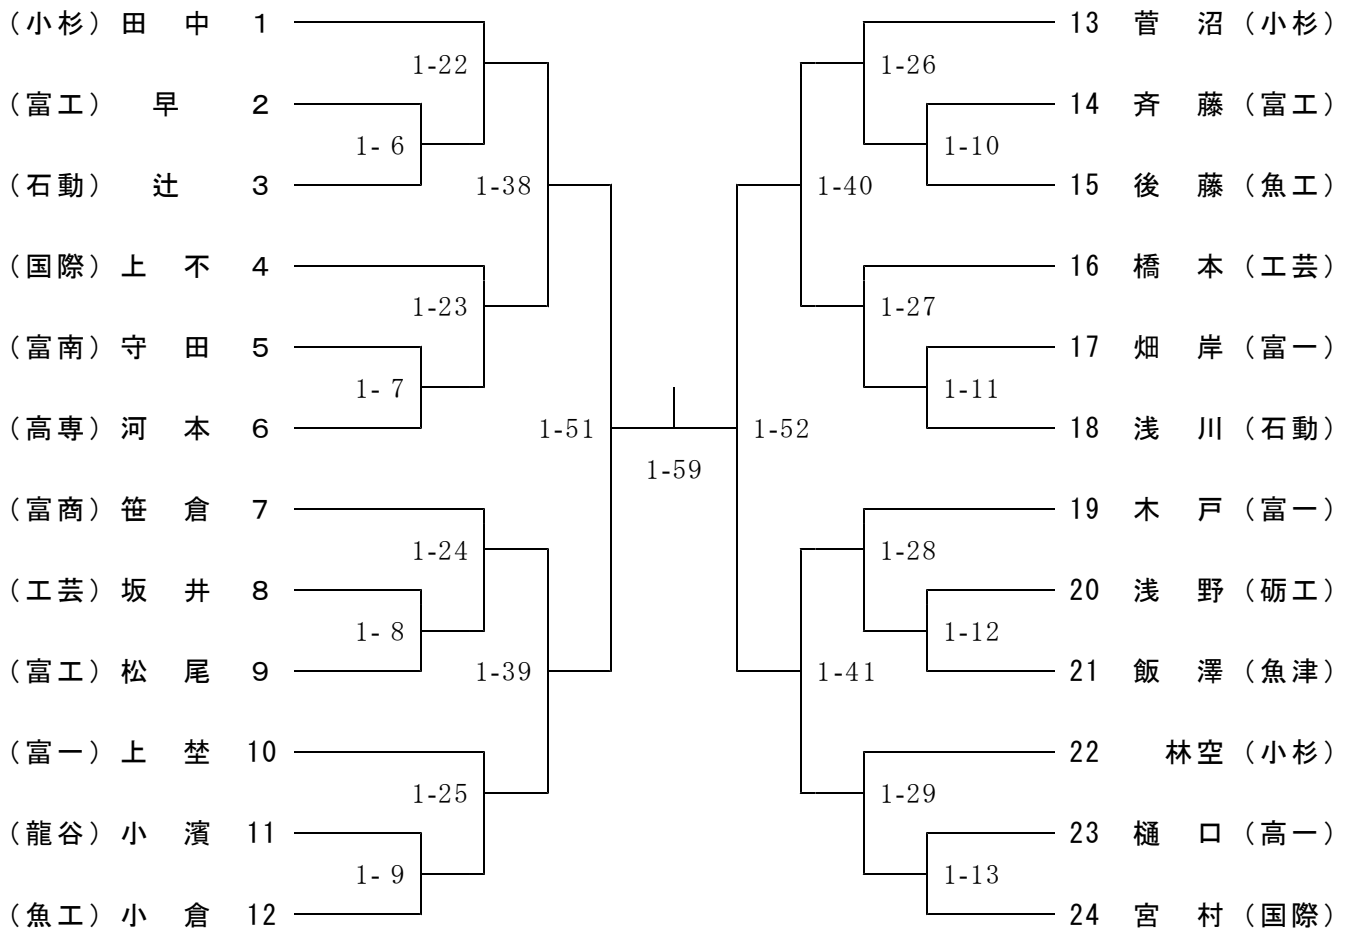 (小杉) 田 中 1
1-22
(富工) 早 2
1- 6
(石動) 辻 3
1-38
(国際) 上 不 4
1-23
(富南) 守 田 5
1- 7
(高専) 河 本 6
1-51
(富商) 笹 倉 7
1-24
(工芸) 坂 井 8
1- 8
(富工) 松 尾 9
1-39
(富一) 上 埜 10
1-25
(龍谷) 小 濱 11
1- 9
(魚工) 小 倉 12
1-59
13 菅 沼 (小杉)
1-26
14 斉 藤 (富工)
1-10
15 後 藤 (魚工)
1-40
16 橋 本 (工芸)
1-27
17 畑 岸 (富一)
1-11
18 浅 川 (石動)
1-52
19 木 戸 (富一)
1-28
20 浅 野 (砺工)
1-12
21 飯 澤 (魚津)
1-41
22 林空 (小杉)
1-29
23 樋 口 (高一)
1-13
24 宮 村 (国際)